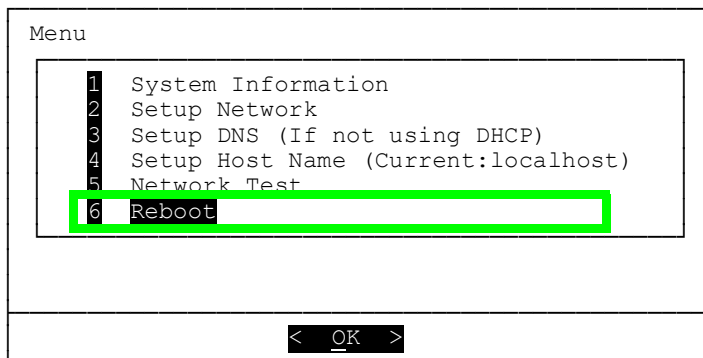 Menu
1 System Information
2 Setup Network
3 Setup DNS (If not using DHCP)
4 Setup Host Name (Current:localhost)
5 Network Test
6 Reboot
< OK >